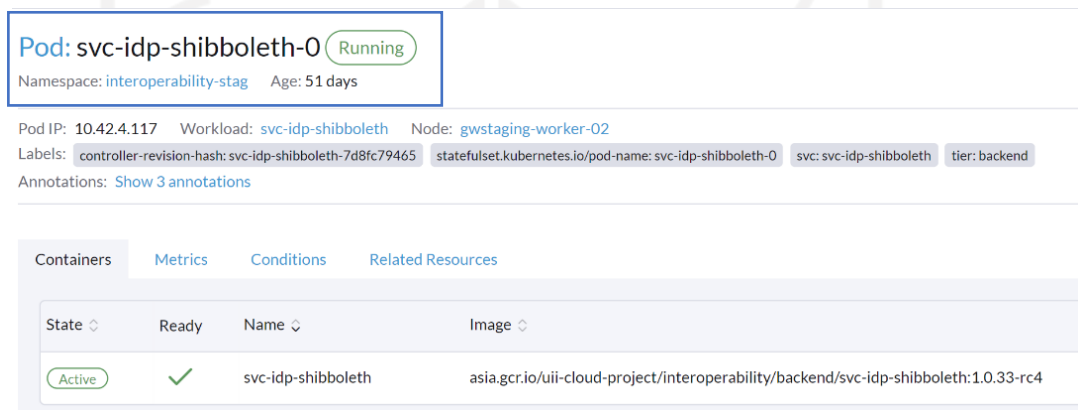 Pod: svc-idp-shibboleth-0 Running
Namespace: interoperability-stag Age: 51 days
Pod IP: 10.42.4.117 Workload: svc-idp-shibboleth Node: gwstaging-worker-02
Labels: controller-revision-hash: svc-idp-shibboleth-7d8fc79465 statefulset.kubernetes.io/pod-name: svc-idp-shibboleth-0 svc: svc-idp-shibboleth tier: backend
Annotations: Show 3 annotations
Containers Metrics Conditions Related Resources
State Ready Name Image
Active svc-idp-shibboleth asia.gcr.io/uii-cloud-project/interoperability/backend/svc-idp-shibboleth:1.0.33-rc4